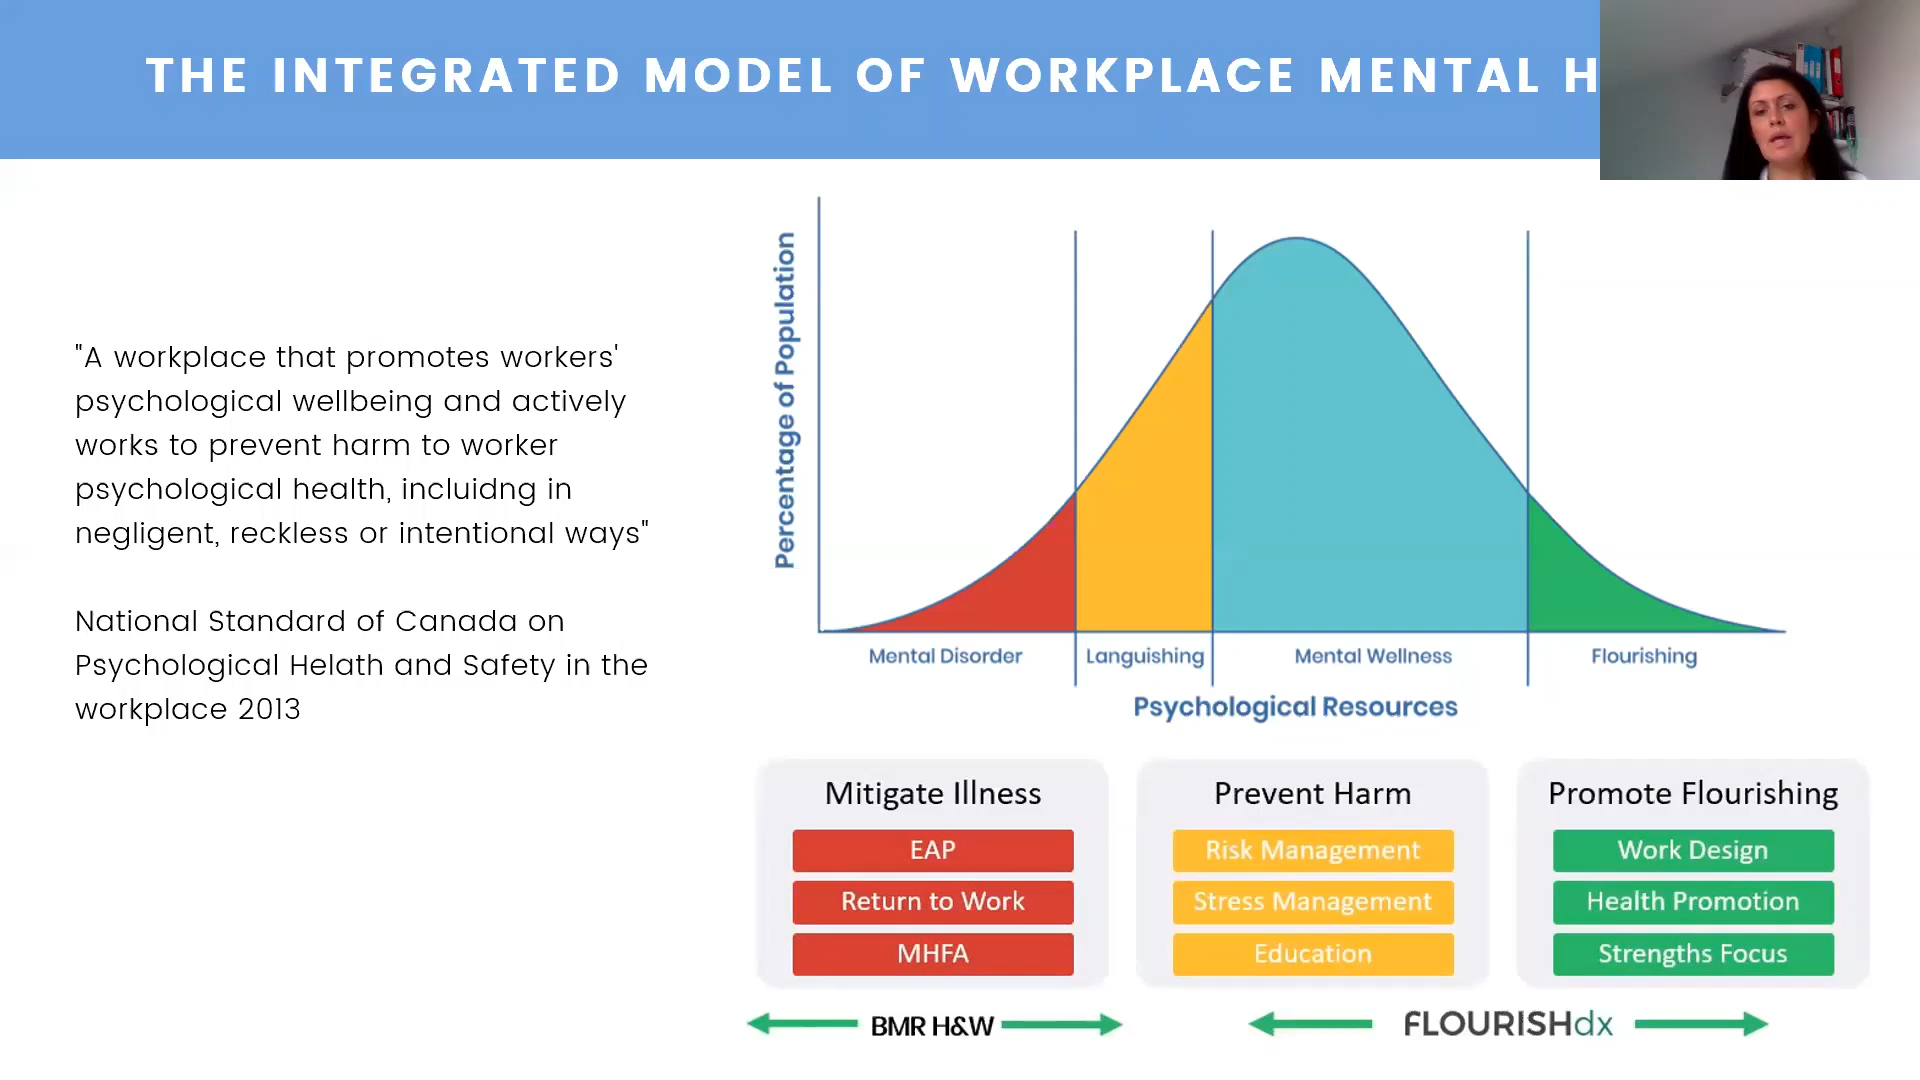 THE INTEGRATED MODEL OF WORKPLACE MENTAL H
"A workplace that promotes workers'
psychological wellbeing and actively
works to prevent harm to worker
psychological health, incluidng in
negligent, reckless or intentional ways"
National Standard of Canada on
Psychological Helath and Safety in the
workplace 2013
Percentage of Population
Mental Disorder
Languishing
Mental Wellness
Flourishing
Psychological Resources
Mitigate Illness
EAP
Return to Work
MHFA
Prevent Harm
Risk Management
Stress Management
Education
Promote Flourishing
Work Design
Health Promotion
Strengths Focus
BMR H&W
FLOURISHdx